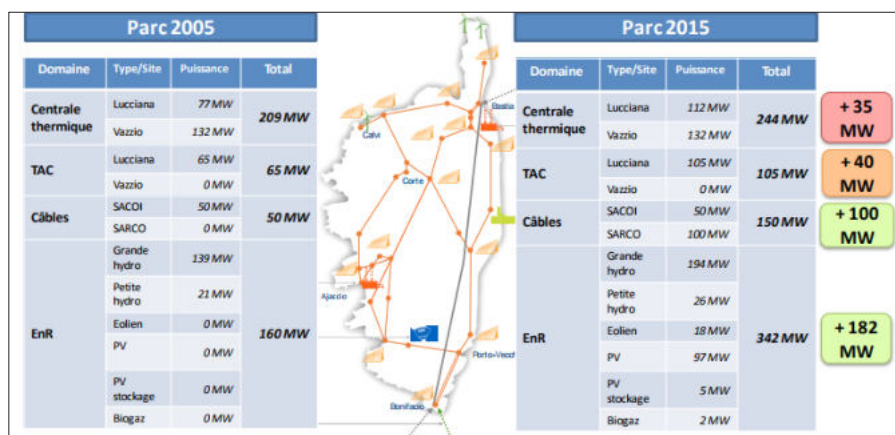 Parc 2005
Domaine Type/Site Puissance Total
Centrale thermique Lucciana 77 MW 209 MW
Vazzio 132 MW
TAC Lucciana 65 MW 65 MW
Vazzio 0 MW
Câbles SACOI 50 MW 50 MW
SARCO 0 MW
EnR Grande hydro 139 MW 160 MW
Petite hydro 21 MW
Eolien 0 MW
PV 0 MW
PV stockage 0 MW
Biogaz 0 MW
Bastia
Calvi
Corte
Ajaccio
Porto-Vecc
Bonifacio
Parc 2015
Domaine Type/Site Puissance Total
Centrale thermique Lucciana 112 MW 244 MW
Vazzio 132 MW
TAC Lucciana 105 MW 105 MW
Vazzio 0 MW
Câbles SACOI 50 MW 150 MW
SARCO 100 MW
EnR Grande hydro 194 MW 342 MW
Petite hydro 26 MW
Eolien 18 MW
PV 97 MW
PV stockage 5 MW
Biogaz 2 MW
+ 35 MW
+ 40 MW
+ 100 MW
+ 182 MW